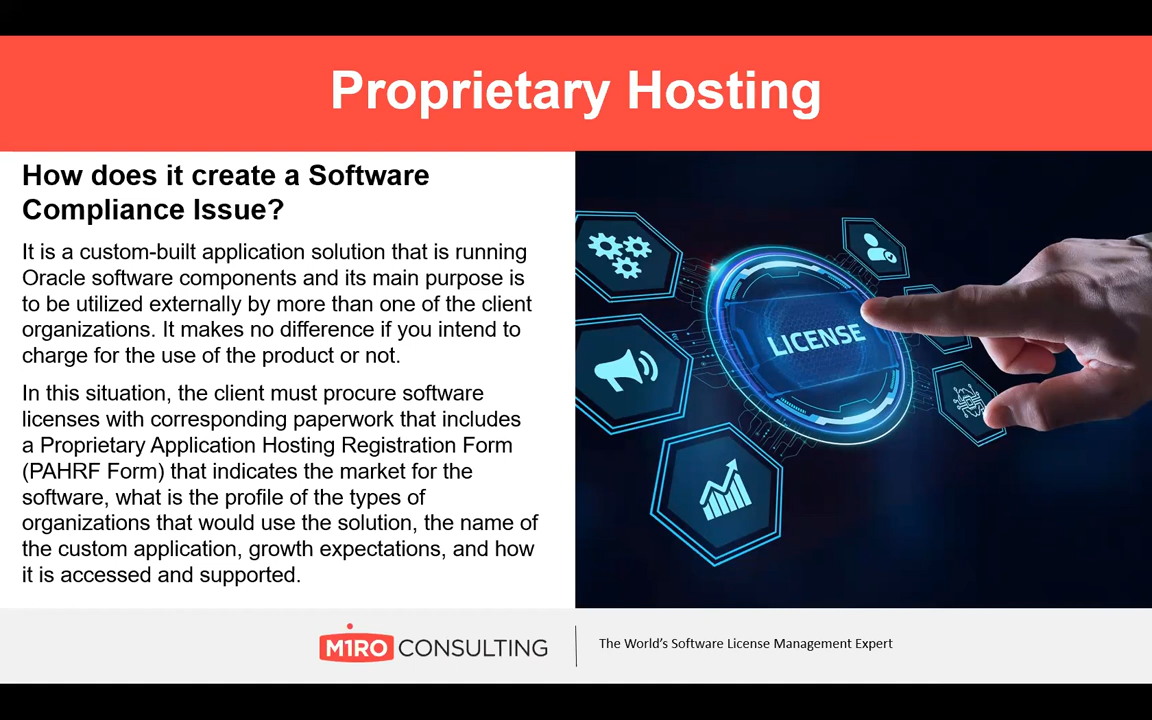 Proprietary Hosting
How does it create a Software
Compliance Issue?
It is a custom-built application solution that is running
Oracle software components and its main purpose is
to be utilized externally by more than one of the client
organizations. It makes no difference if you intend to
charge for the use of the product or not.
In this situation, the client must procure software
licenses with corresponding paperwork that includes
a Proprietary Application Hosting Registration Form
(PAHRF Form) that indicates the market for the
software, what is the profile of the types of
organizations that would use the solution, the name of
the custom application, growth expectations, and how
it is accessed and supported.
LICENSE
M1RO CONSULTING
The World's Software License Management Expert